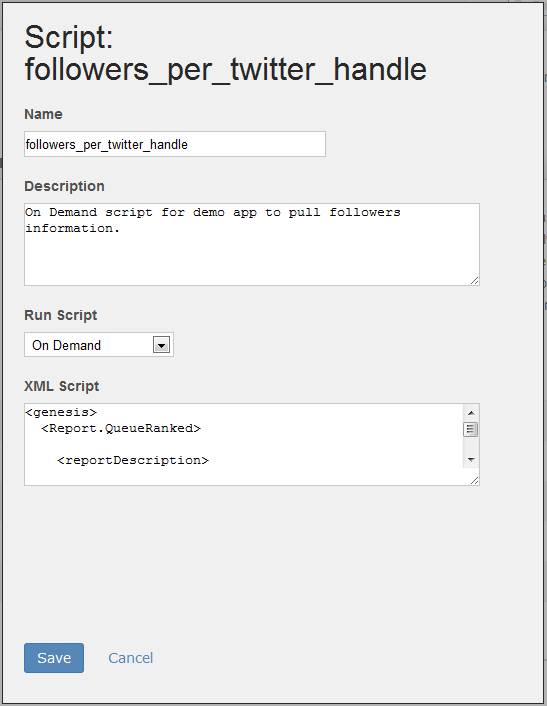 Script:
followers_per_twitter_handle
Name
followers_per_twitter_handle
Description
On Demand script for demo app to pull followers
information.
Run Script
On Demand
XML Script
<genesis>
<Report.QueueRanked>
<reportDescription>
Save Cancel